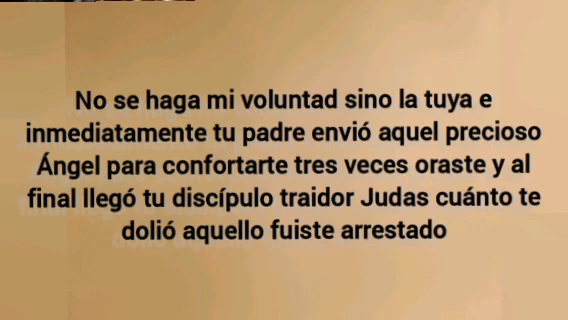 No se haga mi voluntad sino la tuya e
inmediatamente tu padre envió aquel precioso
Ángel para confortarte tres veces oraste y al
final llegó tu discípulo traidor Judas cuánto te
dolió aquello fuiste arrestado